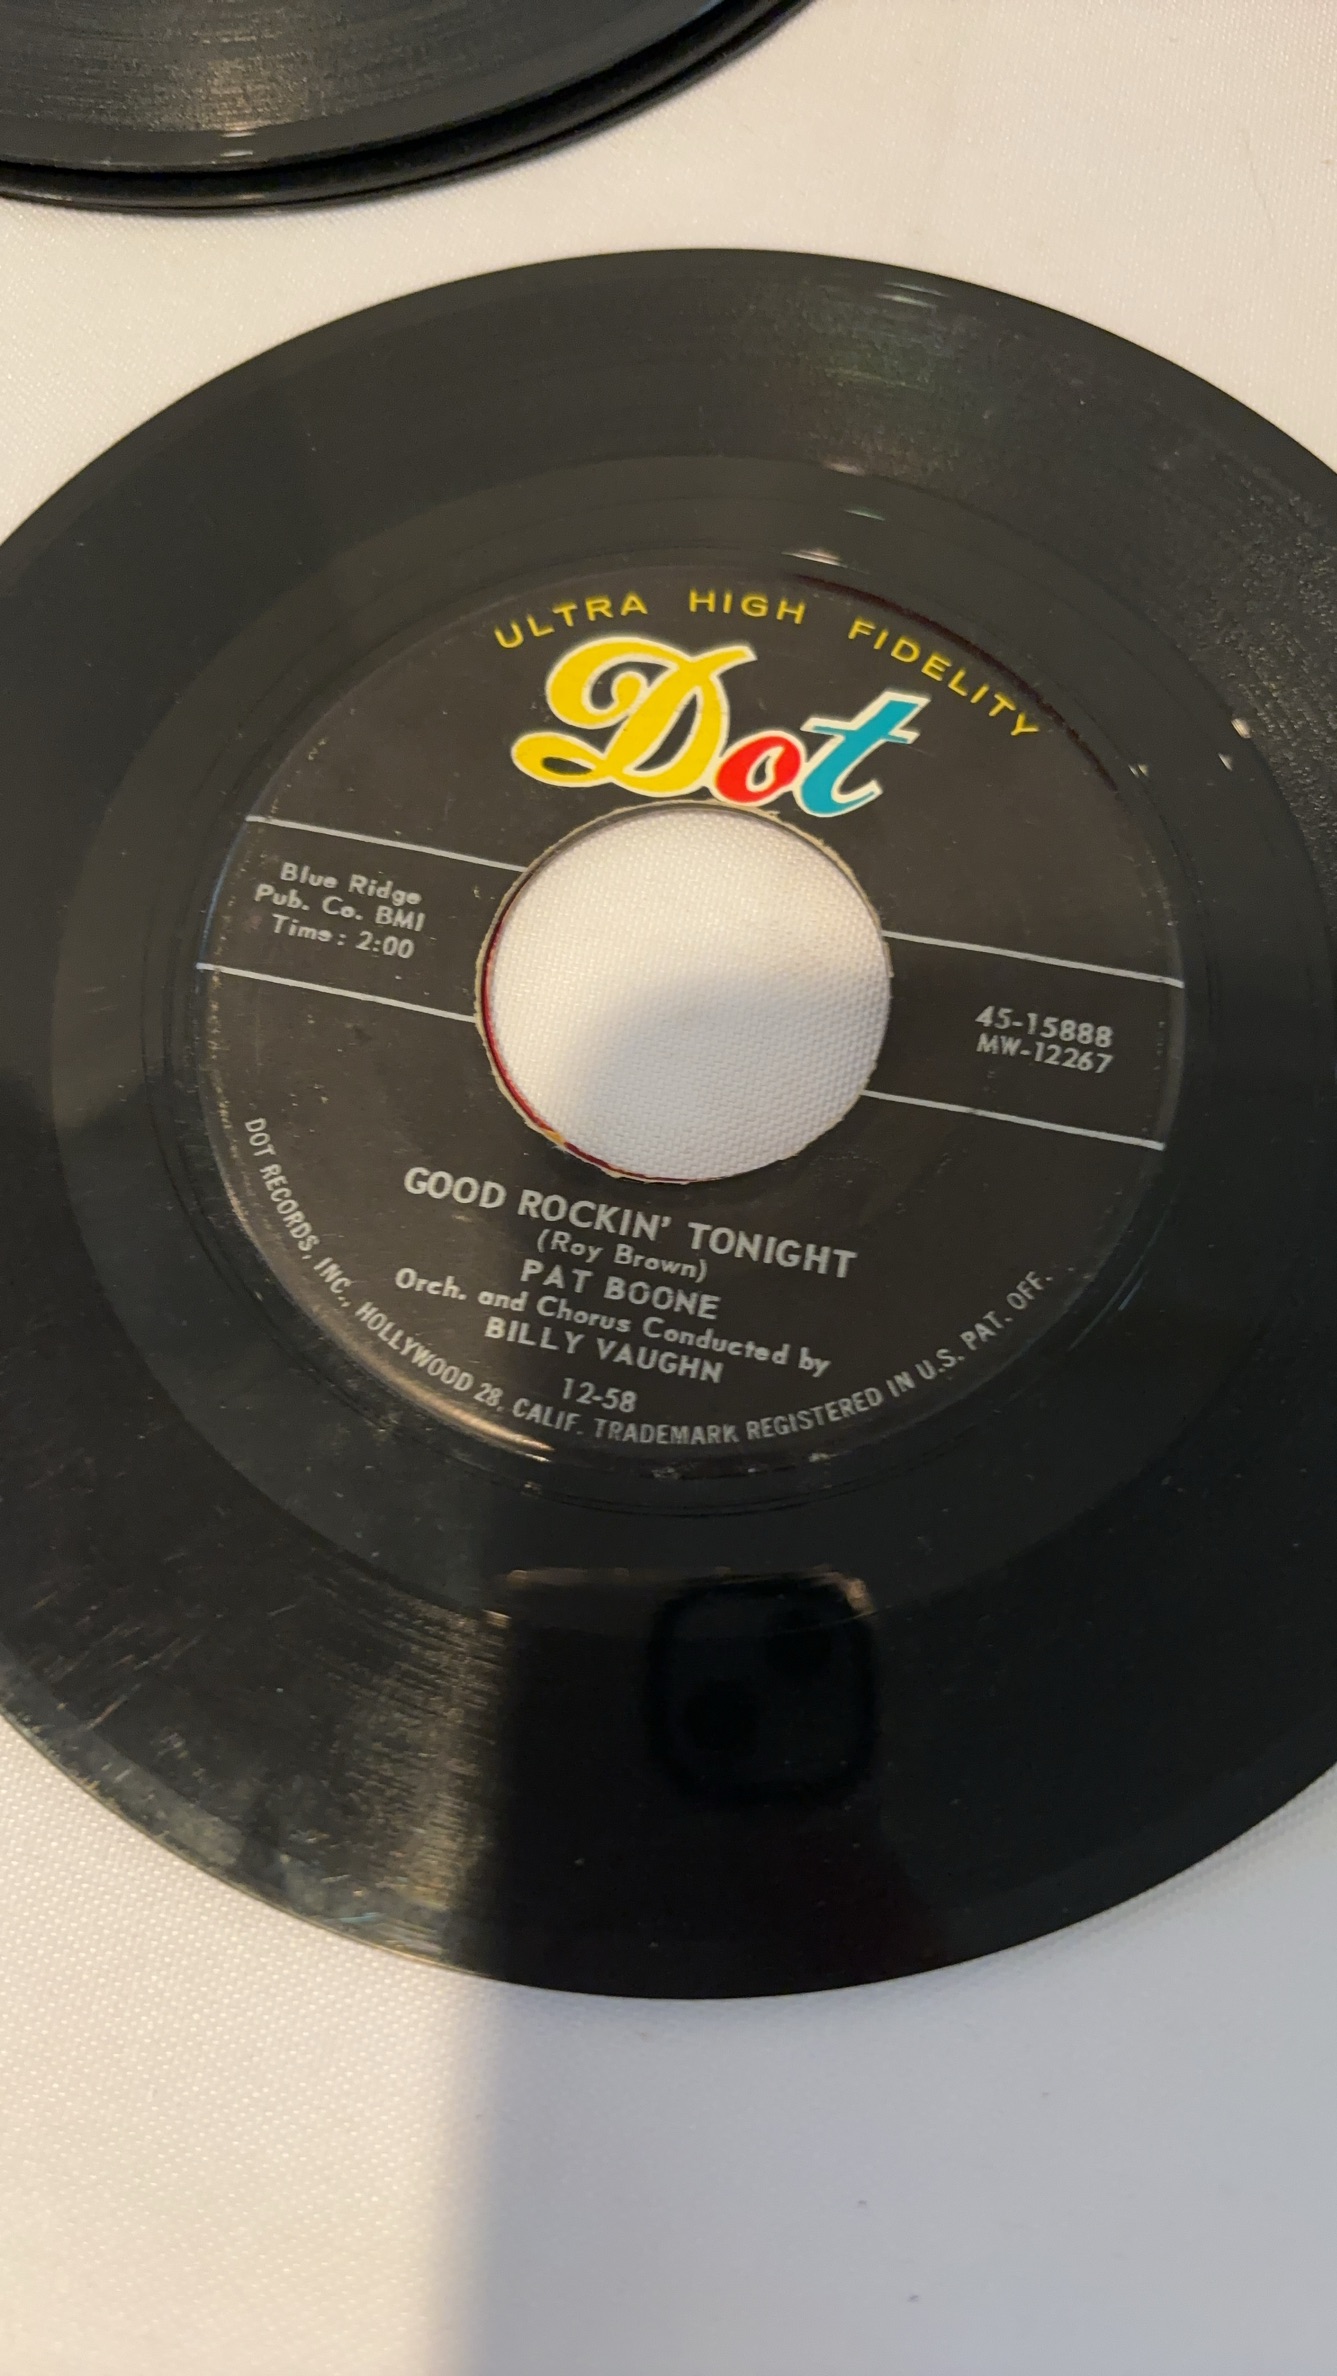 ULTRA HIGH FIDELITY
Dot
Blue Ridge
Pub. Co. BMI
Time: 2:00
45-15888
MW-12267
GOOD ROCKIN' TONIGHT
(Roy Brown)
PAT BOONE
Orch. and Chorus Conducted by
BILLY VAUGHN
12-58
DOT RECORDS, INC., HOLLYWOOD 28, CALIF. TRADEMARK REGISTERED IN U.S. PAT. OFF.